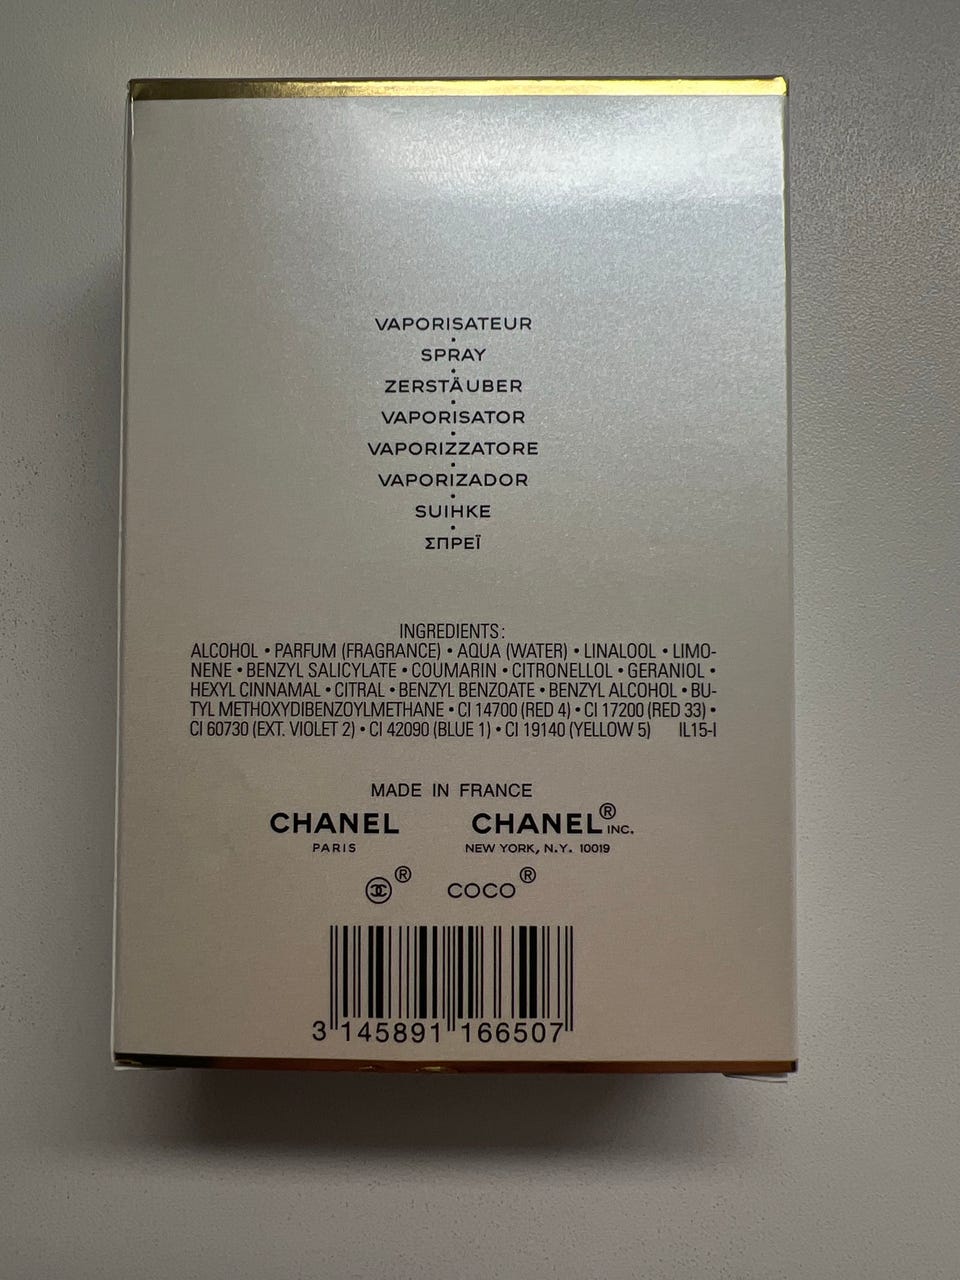 VAPORISATEUR
•
SPRAY
•
ZERSTÄUBER
•
VAPORISATOR
•
VAPORIZZATORE
•
VAPORIZADOR
•
SUIHKE
•
ΣΠΡΕΪ
INGREDIENTS:
ALCOHOL • PARFUM (FRAGRANCE) • AQUA (WATER) • LINALOOL • LIMO-
NENE • BENZYL SALICYLATE • COUMARIN • CITRONELLOL • GERANIOL •
HEXYL CINNAMAL • CITRAL • BENZYL BENZOATE • BENZYL ALCOHOL • BU-
TYL METHOXYDIBENZOYLMETHANE • CI 14700 (RED 4) • CI 17200 (RED 33) •
CI 60730 (EXT. VIOLET 2) • CI 42090 (BLUE 1) • CI 19140 (YELLOW 5) IL15-I
MADE IN FRANCE
CHANEL CHANEL® INC.
PARIS NEW YORK, N.Y. 10019
® COCO®
3 145891 166507